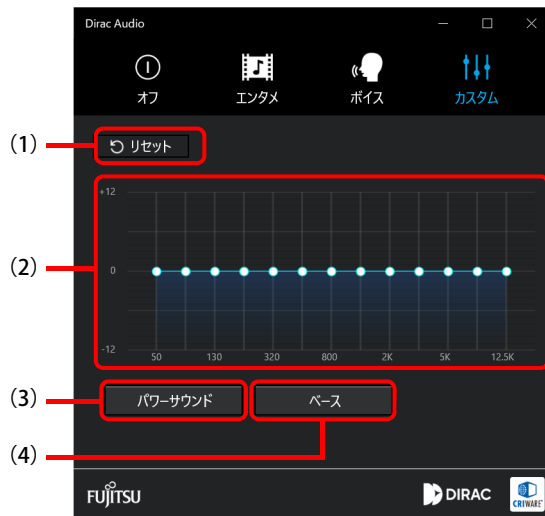 Dirac Audio
オフ
エンタメ
ボイス
カスタム
(1)
リセット
(2)
+12
0
-12
50 130 320 800 2K 5K 12.5K
(3)
パワーサウンド
ベース
(4)
FUJITSU
DIRAC
CRIWARE